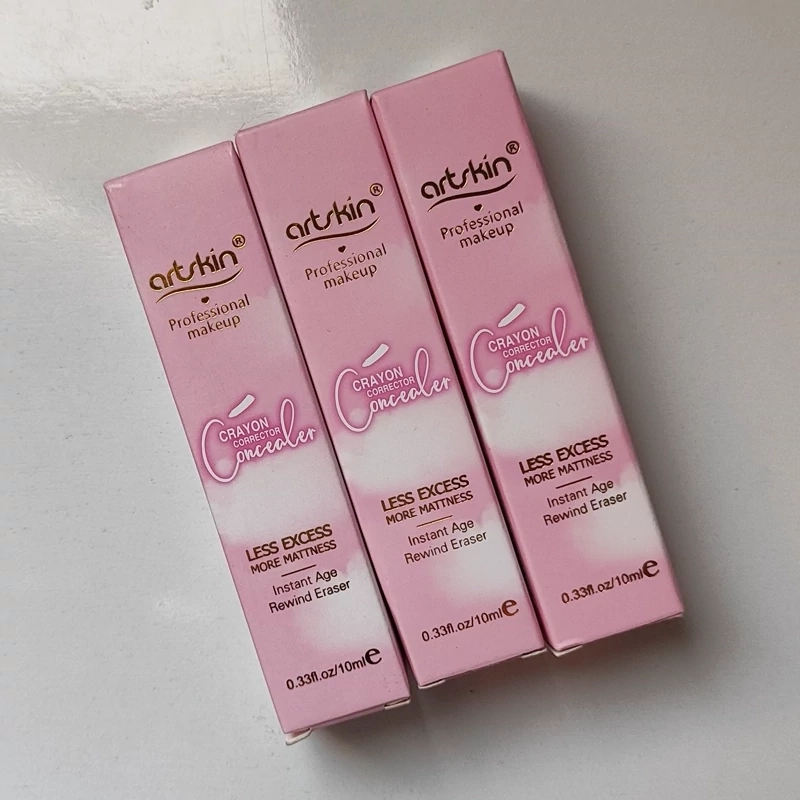 artskin®
Professional
makeup
CRAYON
CORRECTOR
Concealer
LESS EXCESS
MORE MATTNESS
Instant Age
Rewind Eraser
0.33fl.oz/10ml℮
artskin®
Professional
makeup
CRAYON
CORRECTOR
Concealer
LESS EXCESS
MORE MATTNESS
Instant Age
Rewind Eraser
0.33fl.oz/10ml℮
artskin®
Professional
makeup
CRAYON
CORRECTOR
Concealer
LESS EXCESS
MORE MATTNESS
Instant Age
Rewind Eraser
0.33fl.oz/10ml℮